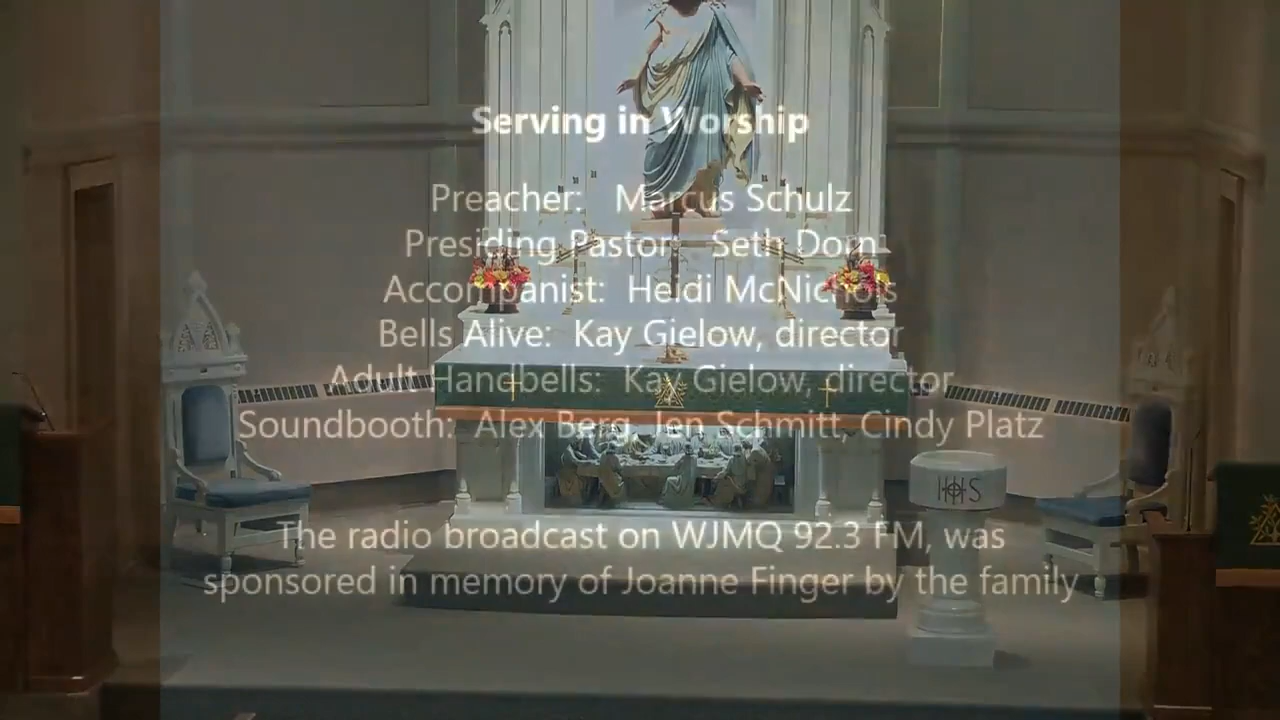 Serving in Worship
Preacher: Marcus Schulz
Presiding Pastor: Seth Dorn
Accompanist: Heidi McNichols
Bells Alive: Kay Gielow, director
Adult Handbells: Kay Gielow, director
Soundbooth: Alex Berg, Jen Schmitt, Cindy Platz
The radio broadcast on WJMQ 92.3 FM, was
sponsored in memory of Joanne Finger by the family
IHS